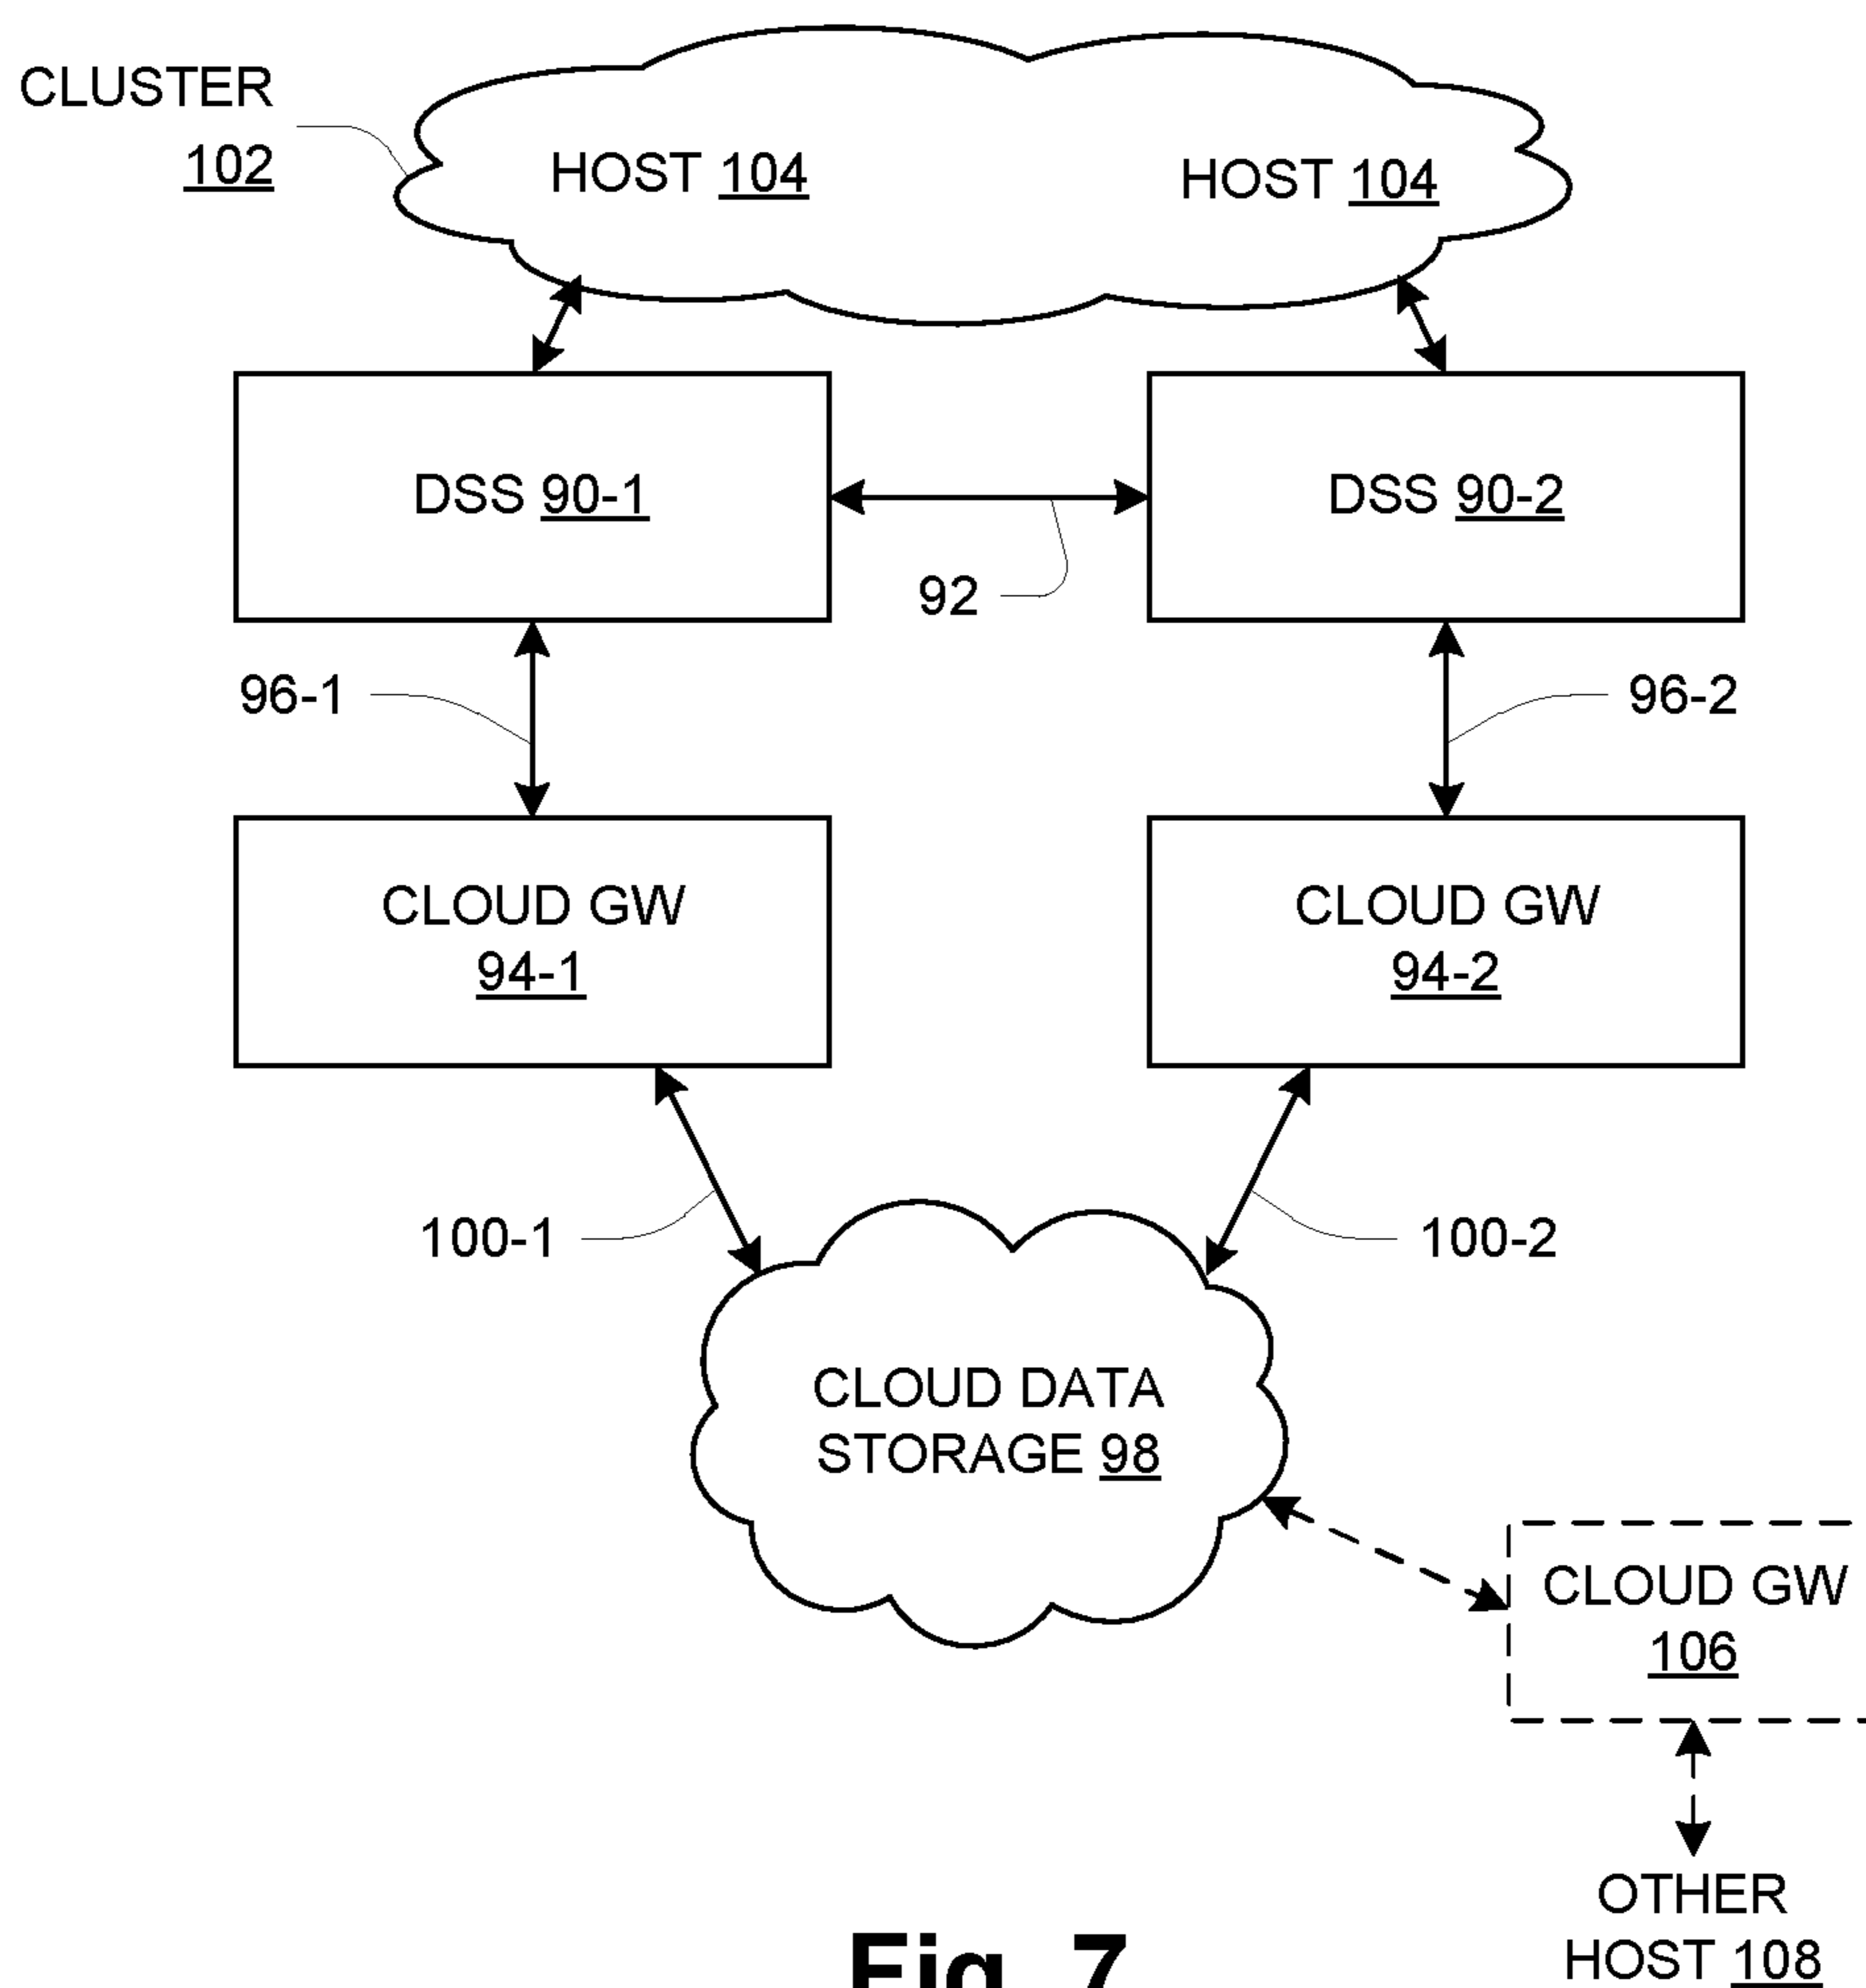 CLUSTER
102
HOST 104
HOST 104
DSS 90-1
DSS 90-2
92
96-1
96-2
CLOUD GW
94-1
CLOUD GW
94-2
100-1
100-2
CLOUD DATA
STORAGE 98
CLOUD GW
106
OTHER
HOST 108
Fig. 7